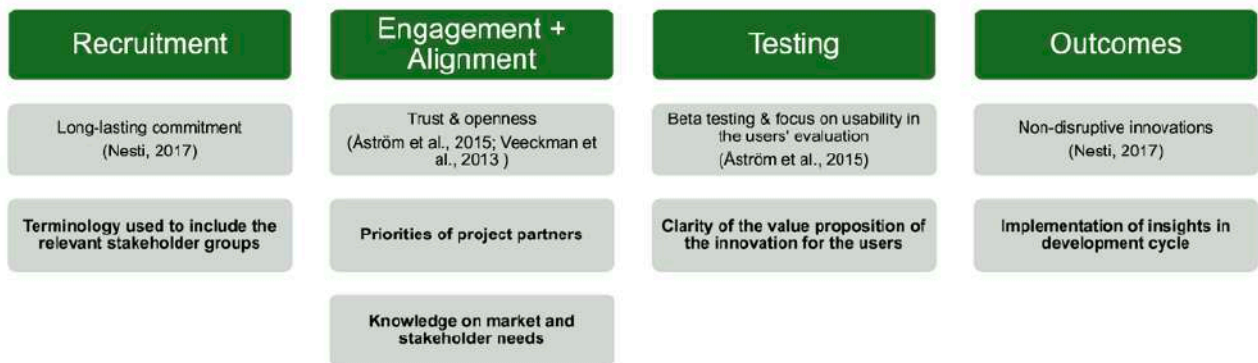 Recruitment
Engagement +
Alignment
Testing
Outcomes
Long-lasting commitment
(Nesti, 2017)
Trust & openness
(Åström et al., 2015; Veeckman et
al., 2013 )
Beta testing & focus on usability in
the users' evaluation
(Åström et al., 2015)
Non-disruptive innovations
(Nesti, 2017)
Terminology used to include the
relevant stakeholder groups
Priorities of project partners
Clarity of the value proposition of
the innovation for the users
Implementation of insights in
development cycle
Knowledge on market and
stakeholder needs